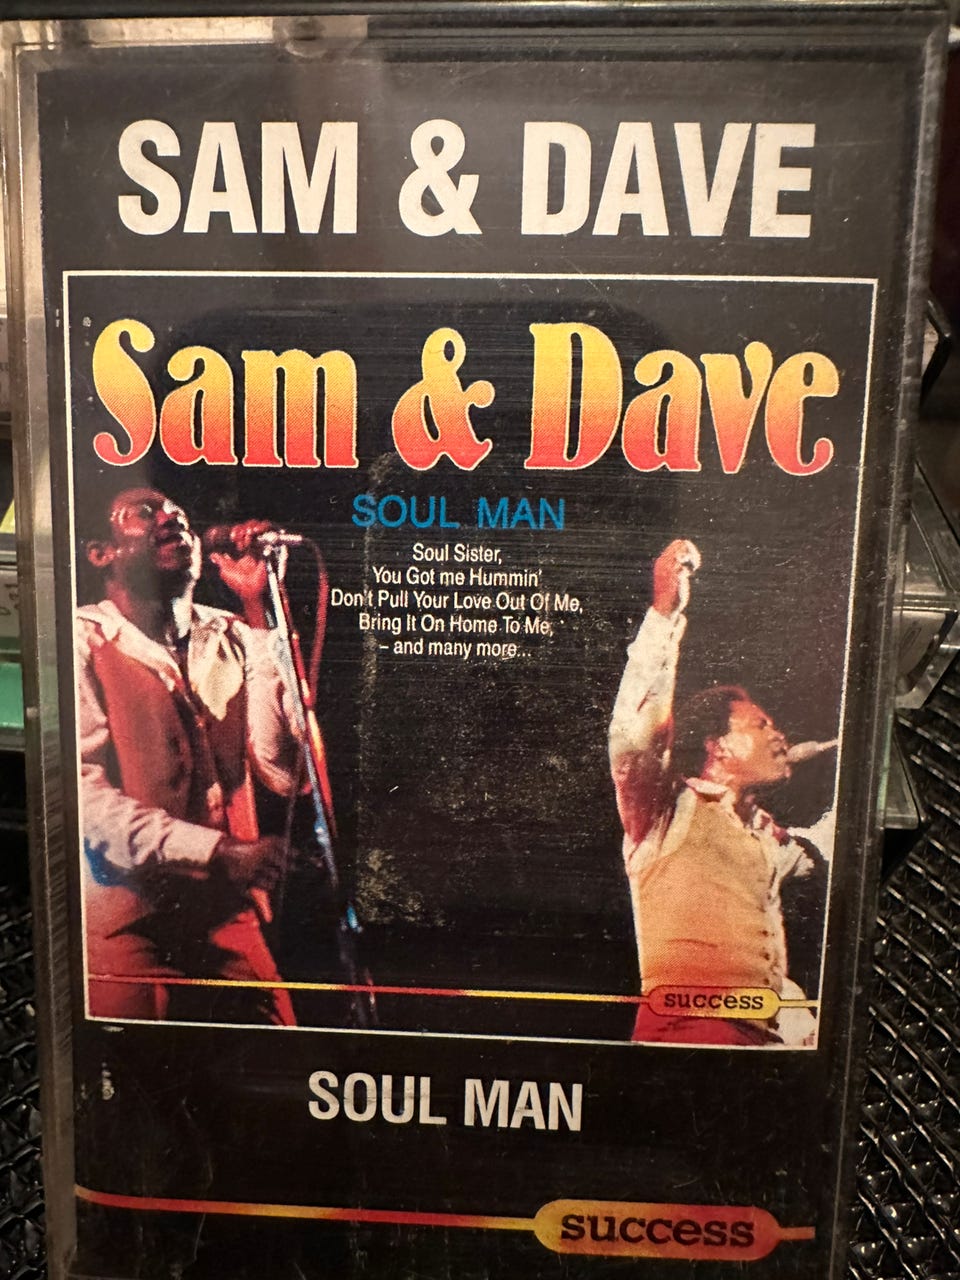 SAM & DAVE
Sam & Dave
SOUL MAN
Soul Sister,
You Got me Hummin'
Don't Pull Your Love Out Of Me,
Bring It On Home To Me,
– and many more...
success
SOUL MAN
success